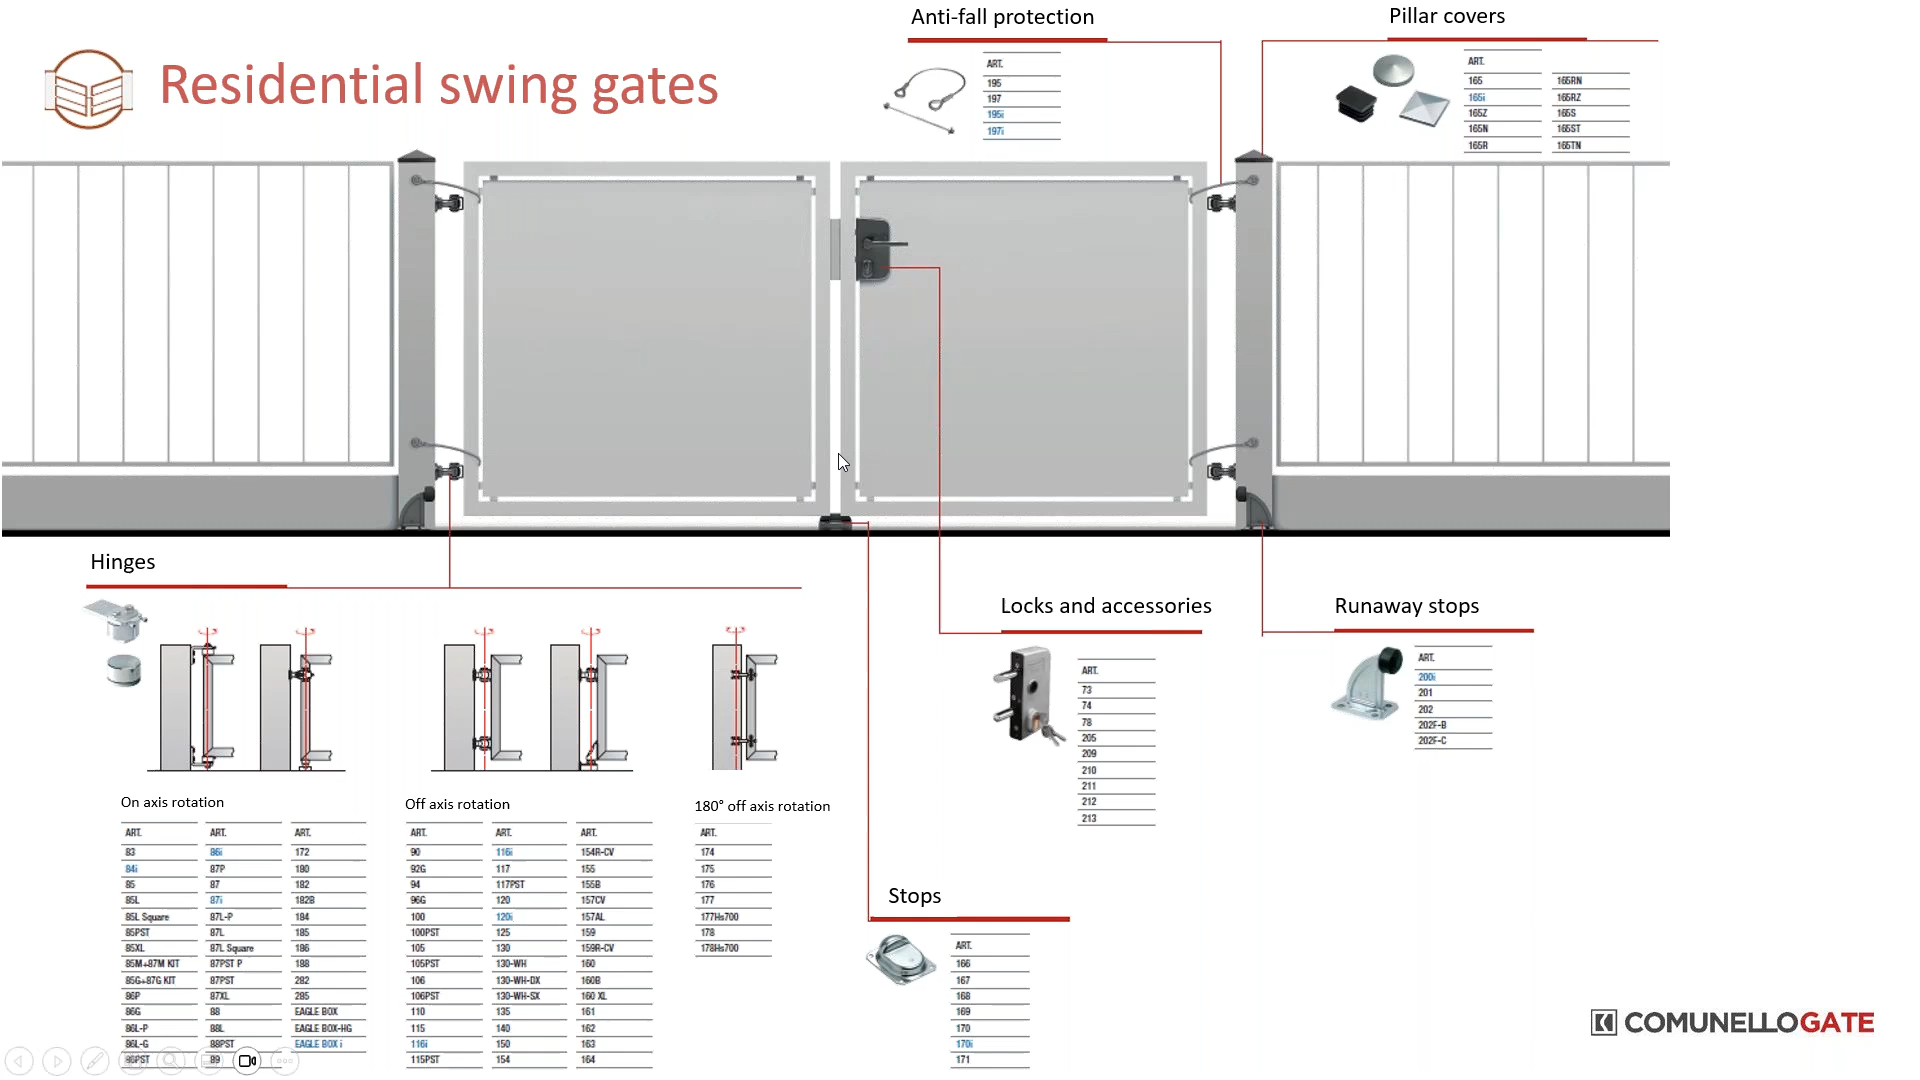 Anti-fall protection
ART.
195
197
195i
197i
Pillar covers
ART.
165
165i
165Z
165N
165R
165RN
165RZ
165S
165ST
165TN
Residential swing gates
Hinges
On axis rotation
ART.
83
84i
85
85L
85L Square
85PST
85XL
85M+87M KIT
85G+87G KIT
86P
86G
86L-P
86L-G
86PST
ART.
86i
87P
87
87i
87L-P
87L
87L Square
87PST P
87PST
87XL
88
88L
88PST
89
ART.
172
180
182
182B
184
185
186
188
282
285
EAGLE BOX
EAGLE BOX-HG
EAGLE BOX i
Off axis rotation
ART.
90
92G
94
96G
100
100PST
105
105PST
106
106PST
110
115
116i
115PST
ART.
116i
117
117PST
120
120i
125
130
130-WH
130-WH-DX
130-WH-SX
135
140
150
154
ART.
154R-CV
155
155B
157CV
157AL
159
159R-CV
160
160B
160 XL
161
162
163
164
180° off axis rotation
ART.
174
175
176
177
177Hs700
178
178Hs700
Locks and accessories
ART.
73
74
78
205
209
210
211
212
213
Runaway stops
ART.
200i
201
202
202F-B
202F-C
Stops
ART.
166
167
168
169
170
170i
171
COMUNELLOGATE